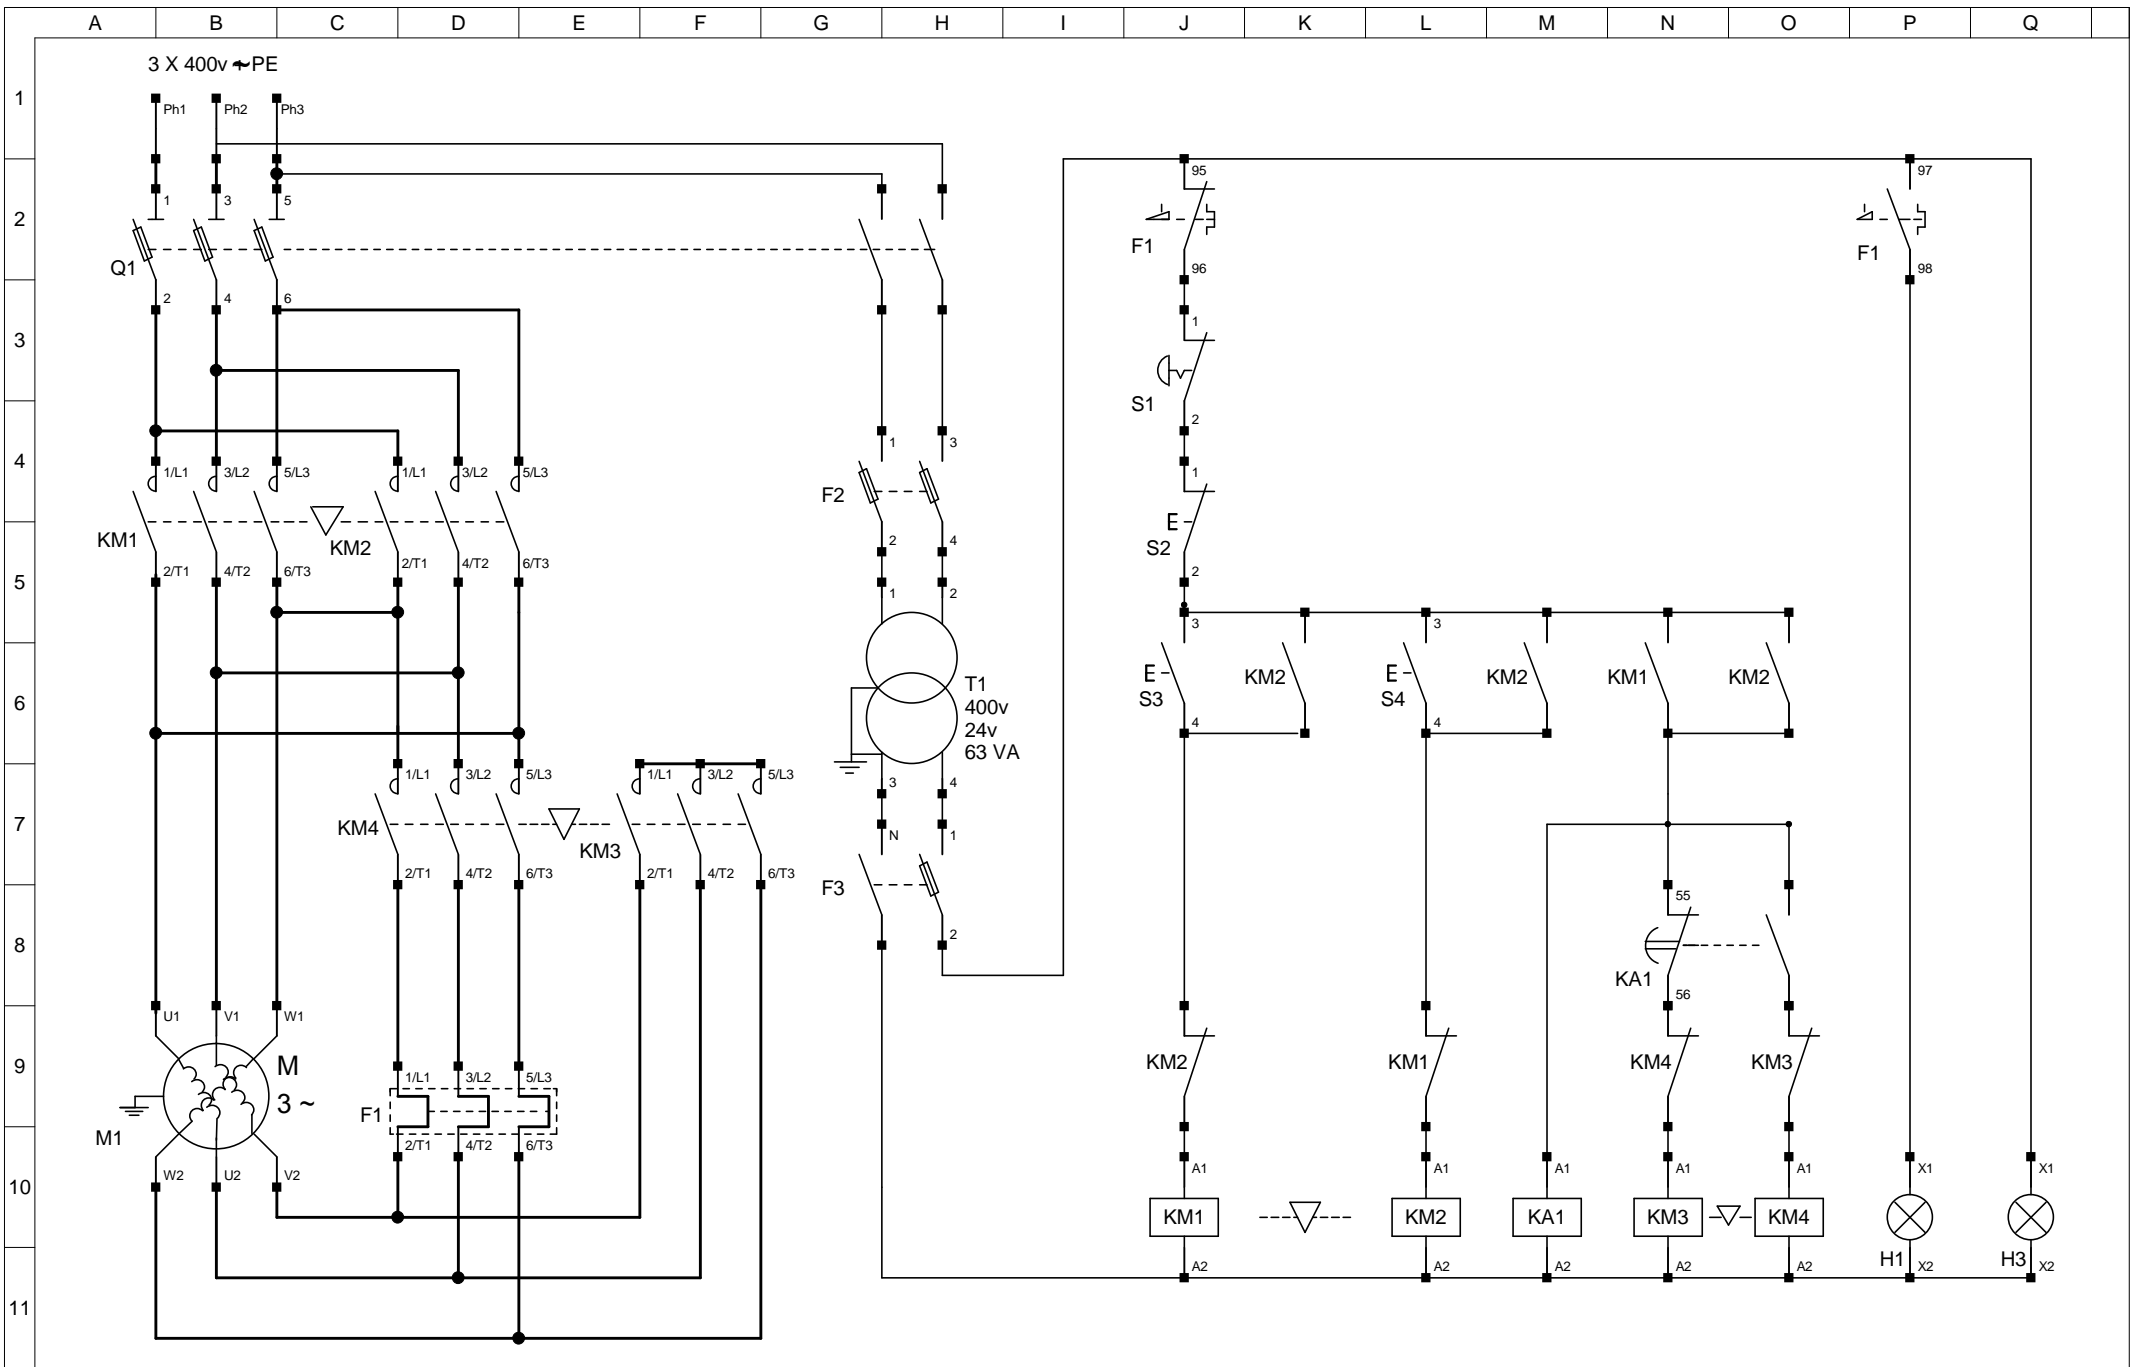 A B C D E F G H I J K L M N O P Q
3 X 400v ~+PE
1
Ph1 Ph2 Ph3
95 97
1 3 5
2
F1 F1
Q1
96 98
2 4 6
1
3
S1
2
1 3
4
1/L1 3/L2 5/L3 1/L1 3/L2 5/L3
1
F2
KM1 KM2 S2
2 4
2/T1 4/T2 6/T3 2/T1 4/T2 6/T3
2
5
1 2
3 3
S3 KM2 S4 KM2 KM1 KM2
T1
400v
24v
63 VA
6
4 4
1/L1 3/L2 5/L3 1/L1 3/L2 5/L3
3 4
7
KM4 KM3
N 1
2/T1 4/T2 6/T3 2/T1 4/T2 6/T3
F3
55
2
8
KA1
56
U1 V1 W1
9
M
3 ~
KM2 KM1 KM4 KM3
1/L1 3/L2 5/L3
F1
M1
2/T1 4/T2 6/T3
W2 U2 V2
A1 A1 A1 A1 A1 X1 X1
10
KM1 KM2 KA1 KM3 KM4
H1 H3
A2 A2 A2 A2 A2 X2 X2
11